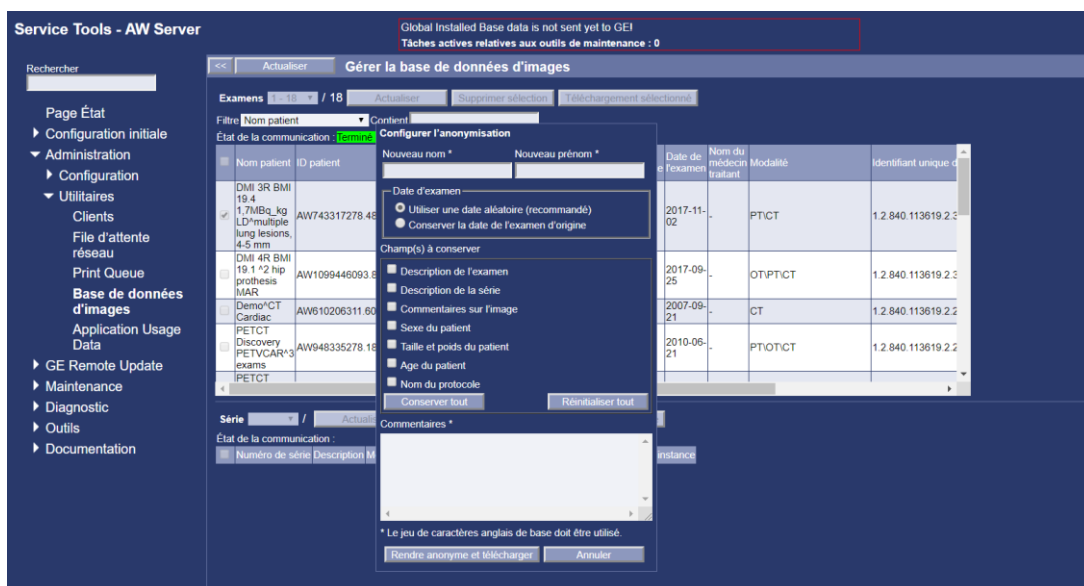 Service Tools - AW Server
Global Installed Base data is not sent yet to GE!
Tâches actives relatives aux outils de maintenance : 0
Rechercher
Page État
Configuration initiale
Administration
Configuration
Utilitaires
Clients
File d'attente
réseau
Print Queue
Base de données
d'images
Application Usage
Data
GE Remote Update
Maintenance
Diagnostic
Outils
Documentation
<< Actualiser Gérer la base de données d'images
Examens 1 - 18 / 18 Actualiser Supprimer sélection Téléchargement sélectionné
Filtre Nom patient Contient
État de la communication : Terminé
Nom patient ID patient Date de l'examen Nom du médecin traitant Modalité Identifiant unique d
DMI 3R BMI
19.4
1,7MBq_kg
LD^multiple
lung lesions,
4-5 mm
AW743317278.48 2017-11-02 - PT\CT 1.2.840.113619.2.3
DMI 4R BMI
19.1 ^2 hip
prothesis
MAR
AW1099446093.8 2017-09-25 - OT\PT\CT 1.2.840.113619.2.3
Demo^CT
Cardiac
AW610206311.60 2007-09-21 - CT 1.2.840.113619.2.2
PETCT
Discovery
PETVCAR^3
exams
AW948335278.18 2010-06-21 - PT\OT\CT 1.2.840.113619.2.2
PETCT
Série / Actualis
État de la communication :
Numéro de série Description M instance
Configurer l'anonymisation
Nouveau nom * Nouveau prénom *
Date d'examen
Utiliser une date aléatoire (recommandé)
Conserver la date de l'examen d'origine
Champ(s) à conserver
Description de l'examen
Description de la série
Commentaires sur l'image
Sexe du patient
Taille et poids du patient
Age du patient
Nom du protocole
Conserver tout Réinitialiser tout
Commentaires *
* Le jeu de caractères anglais de base doit être utilisé.
Rendre anonyme et télécharger Annuler